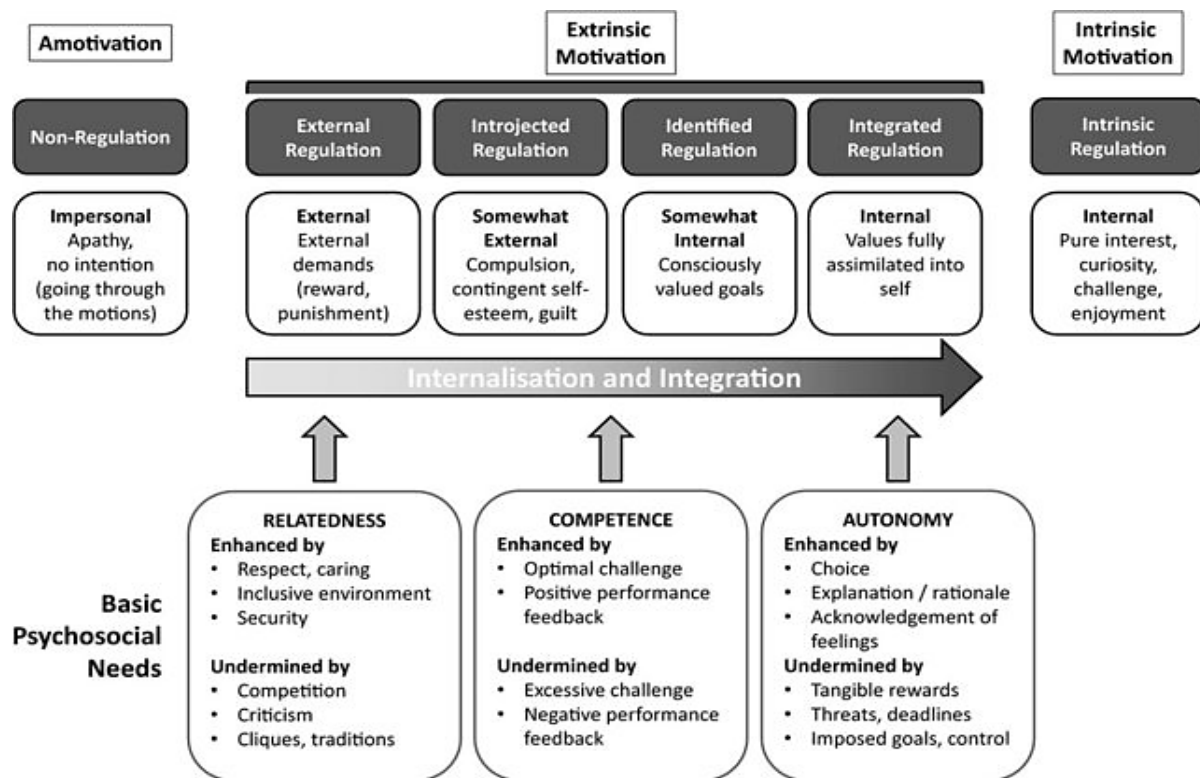 Amotivation
Extrinsic
Motivation
Intrinsic
Motivation
Non-Regulation
External
Regulation
Introjected
Regulation
Identified
Regulation
Integrated
Regulation
Intrinsic
Regulation
Impersonal
Apathy,
no intention
(going through
the motions)
External
External
demands
(reward,
punishment)
Somewhat
External
Compulsion,
contingent self-
esteem, guilt
Somewhat
Internal
Consciously
valued goals
Internal
Values fully
assimilated into
self
Internal
Pure interest,
curiosity,
challenge,
enjoyment
Internalisation and Integration
Basic
Psychosocial
Needs
RELATEDNESS
Enhanced by
• Respect, caring
• Inclusive environment
• Security
Undermined by
• Competition
• Criticism
• Cliques, traditions
COMPETENCE
Enhanced by
• Optimal challenge
• Positive performance
feedback
Undermined by
• Excessive challenge
• Negative performance
feedback
AUTONOMY
Enhanced by
• Choice
• Explanation / rationale
• Acknowledgement of
feelings
Undermined by
• Tangible rewards
• Threats, deadlines
• Imposed goals, control